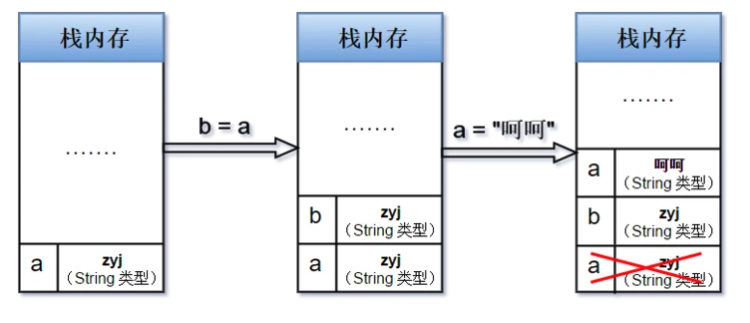 栈内存
.......
a
zyj
（String 类型）
b = a
栈内存
.......
b
zyj
（String 类型）
a
zyj
（String 类型）
a = "呵呵"
栈内存
.......
a
呵呵
（String 类型）
b
zyj
（String 类型）
a
zyj
（String 类型）